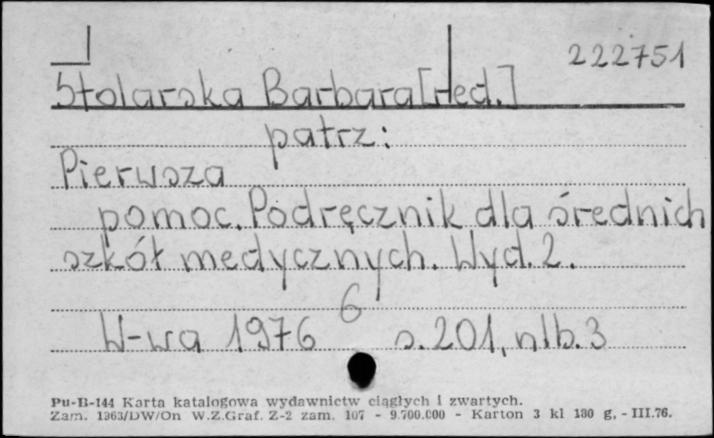 222751
Stolarska Barbara [red.]
patrz:
Pierwsza
pomoc. Podręcznik dla średnich
szkół medycznych. Wyd. 2.
6
W-wa 1976 s. 201, nlb. 3
Pu-B-144 Karta katalogowa wydawnictw ciągłych i zwartych.
Zam. 1363/DW/On W.Z.Graf. Z-2 zam. 107 - 9.700.000 - Karton 3 kl 180 g. - III.76.